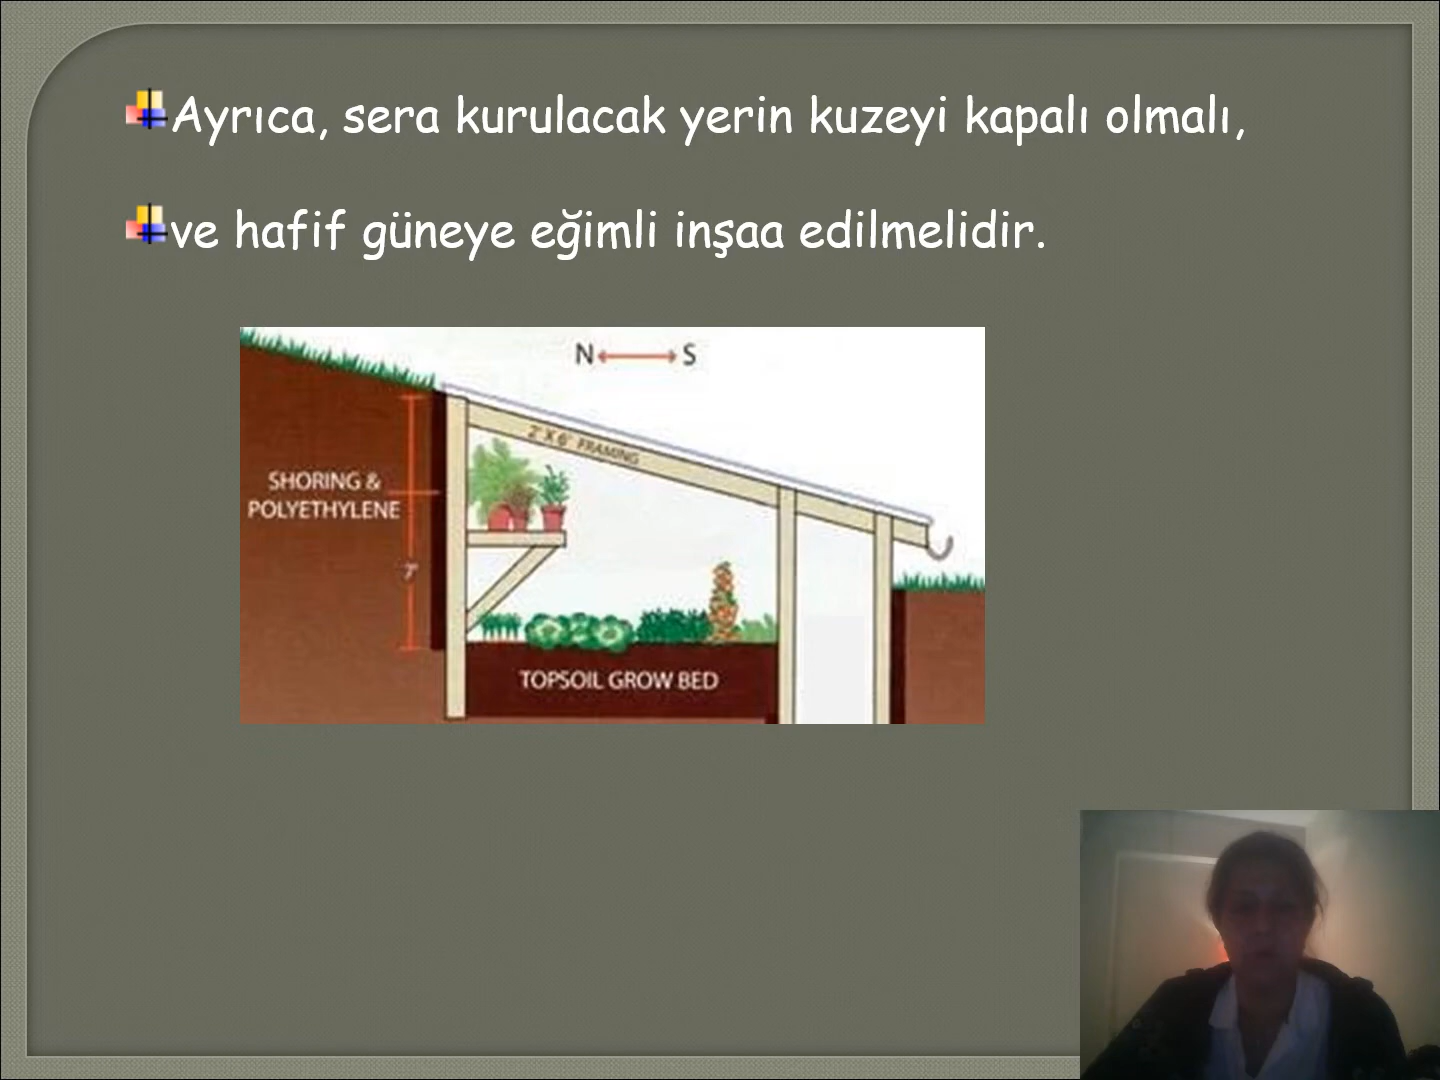 Ayrıca, sera kurulacak yerin kuzeyi kapalı olmalı,
ve hafif güneye eğimli inşaa edilmelidir.
N S
2' X 6' FRAMING
SHORING &
POLYETHYLENE
7'
TOPSOIL GROW BED